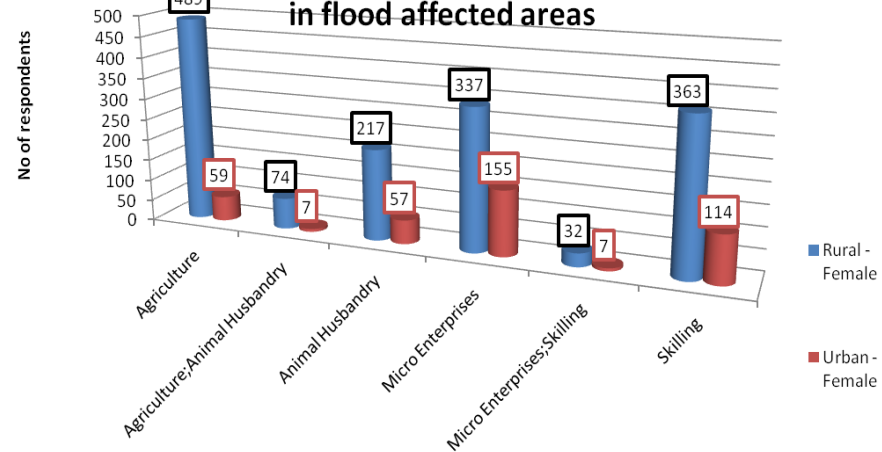 in flood affected areas
No of respondents
500
450
400
350
300
250
200
150
100
50
0
59
74
7
217
57
337
155
32
7
363
114
Agriculture
Agriculture;Animal Husbandry
Animal Husbandry
Micro Enterprises
Micro Enterprises;Skilling
Skilling
Rural -
Female
Urban -
Female